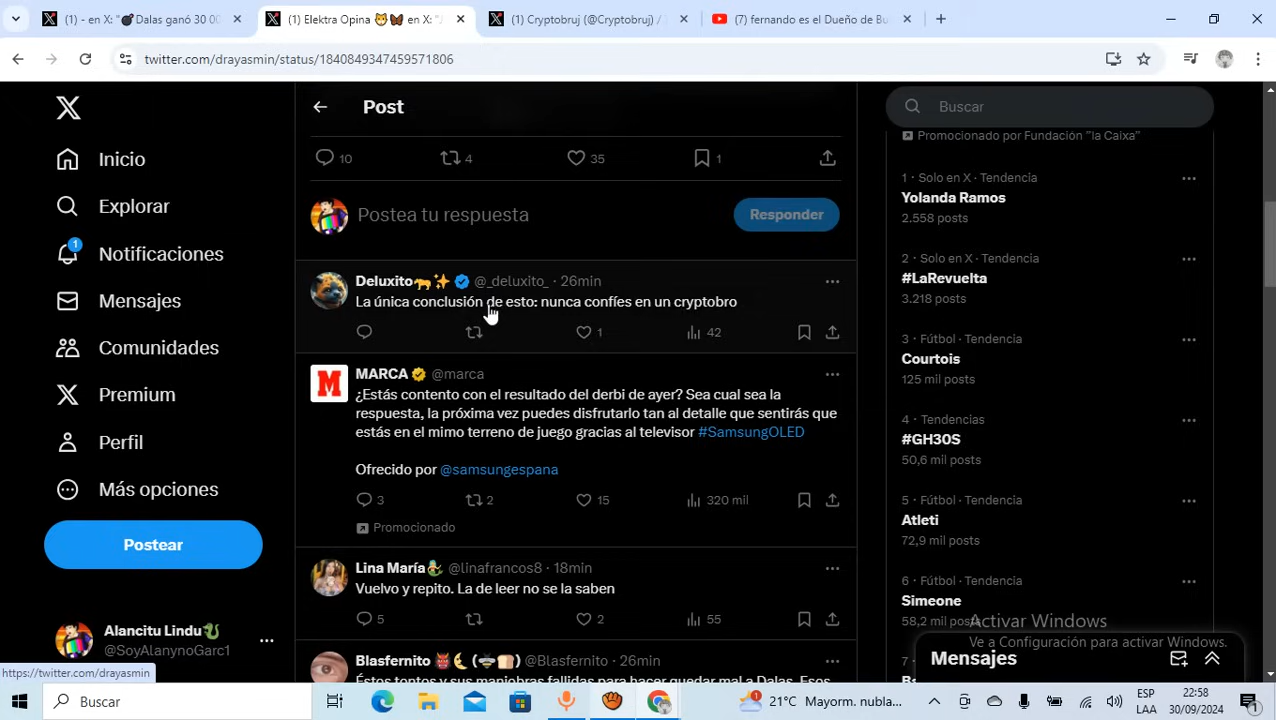 (1) - en X: "🥑Dalas ganó 30 00
(1) Elektra Opina 🐯🦋 en X: "
(1) Cryptobruj (@Cryptobruj) /
(7) fernando es el Dueño de Bu
twitter.com/drayasmin/status/1840849347459571806
Post
Buscar
Promocionado por Fundación "la Caixa"
Inicio
Explorar
1
Notificaciones
Mensajes
Comunidades
Premium
Perfil
Más opciones
Postear
Alancitu Lindu🐉
@SoyAlanynoGarc1
https://twitter.com/drayasmin
10 4 35 1
Postea tu respuesta
Responder
Deluxito🐆✨ @_deluxito_ · 26min
La única conclusión de esto: nunca confíes en un cryptobro
1 42
MARCA @marca
¿Estás contento con el resultado del derbi de ayer? Sea cual sea la
respuesta, la próxima vez puedes disfrutarlo tan al detalle que sentirás que
estás en el mimo terreno de juego gracias al televisor #SamsungOLED
Ofrecido por @samsungespana
3 2 15 320 mil
Promocionado
Lina María🧜‍♀️ @linafrancos8 · 18min
Vuelvo y repito. La de leer no se la saben
5 2 55
Blasfernito 👹🌜(🐝🍞) @Blasfernito · 26min
Éstos tontos y sus maniobras fallidas para hacer quedar mal a Dalas. Esos
1 · Solo en X · Tendencia
Yolanda Ramos
2.558 posts
2 · Solo en X · Tendencia
#LaRevuelta
3.218 posts
3 · Fútbol · Tendencia
Courtois
125 mil posts
4 · Tendencias
#GH30S
50,6 mil posts
5 · Fútbol · Tendencia
Atleti
72,9 mil posts
6 · Fútbol · Tendencia
Simeone
58,2 mil posts
Activar Windows
Ve a Configuración para activar Windows.
Mensajes
7 ·
Buscar
21°C Mayorm. nubla...
ESP
LAA
22:58
30/09/2024
1